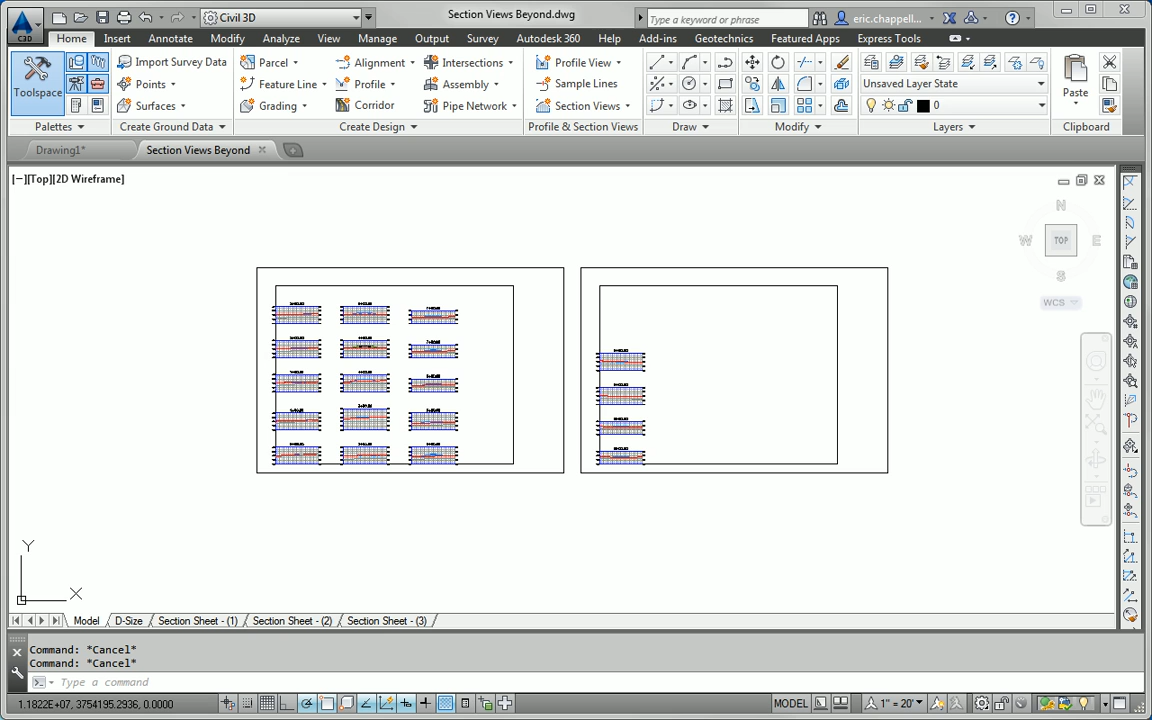 Civil 3D
Section Views Beyond.dwg
Type a keyword or phrase
eric.chappell...
C3D
Home Insert Annotate Modify Analyze View Manage Output Survey Autodesk 360 Help Add-ins Geotechnics Featured Apps Express Tools
Import Survey Data Parcel Alignment Intersections Profile View
Unsaved Layer State
Toolspace Points Feature Line Profile Assembly Sample Lines
Paste
Surfaces Grading Corridor Pipe Network Section Views
0
Palettes Create Ground Data Create Design Profile & Section Views Draw Modify Layers Clipboard
Drawing1* Section Views Beyond
[−][Top][2D Wireframe]
N
W TOP E
S
WCS
Y
X
Model D-Size Section Sheet - (1) Section Sheet - (2) Section Sheet - (3)
Command: *Cancel*
Command: *Cancel*
Type a command
1.1822E+07, 3754195.2936, 0.0000
MODEL
1" = 20'